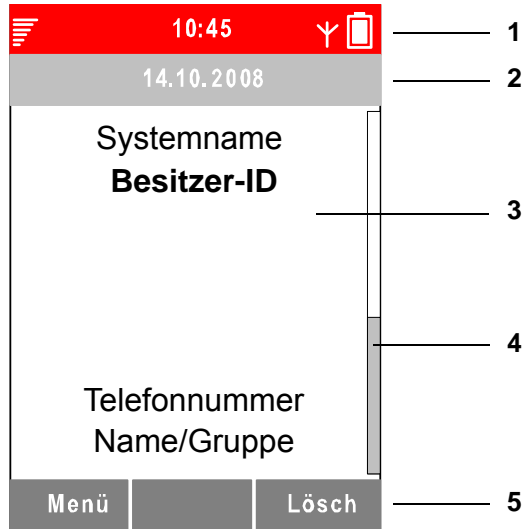 10:45
1
14.10.2008
2
Systemname
Besitzer-ID
3
4
Telefonnummer
Name/Gruppe
Menü Lösch
5